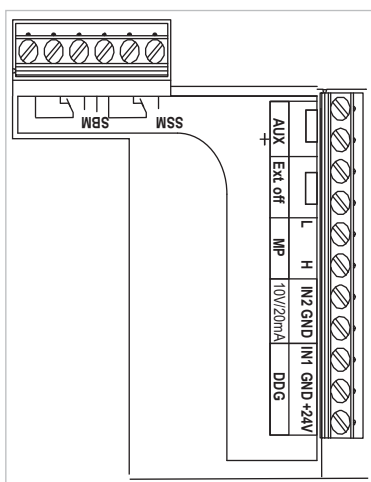 SBM SSM
AUX
+
Ext. off
MP
L H
10V/20mA
IN2 GND
DDG
IN1 GND +24V